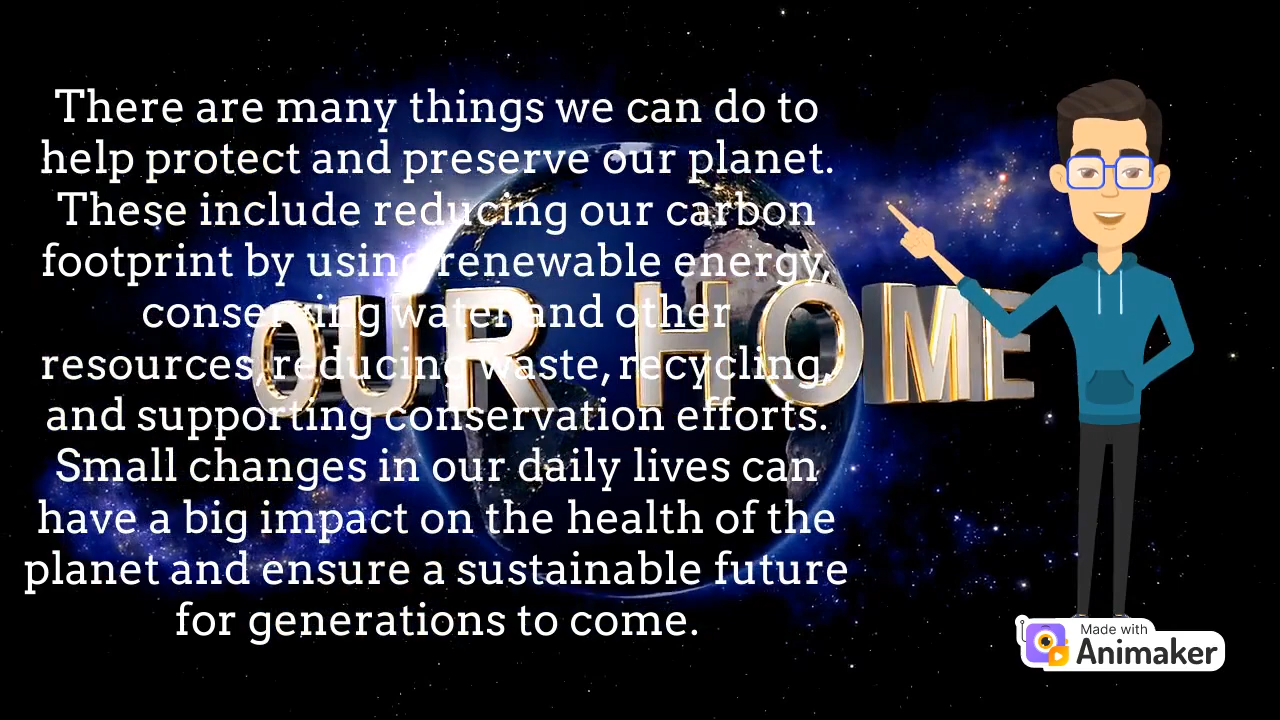 There are many things we can do to
help protect and preserve our planet.
These include reducing our carbon
footprint by using renewable energy,
conserving water and other
resources, reducing waste, recycling,
and supporting conservation efforts.
Small changes in our daily lives can
have a big impact on the health of the
planet and ensure a sustainable future
for generations to come.
OUR HOME
Made with
Animaker